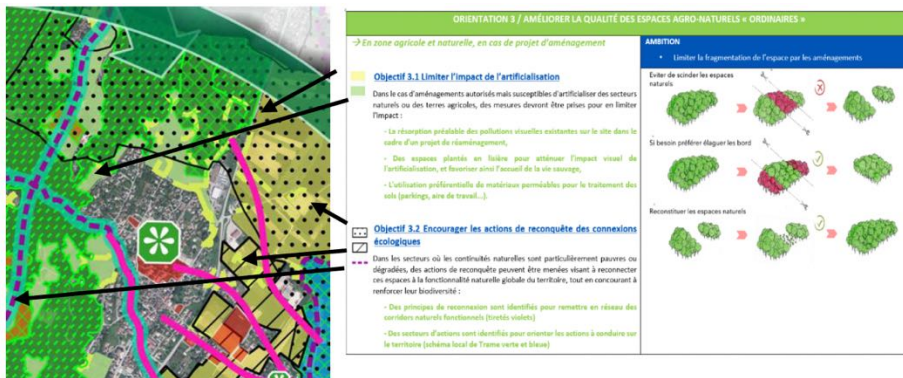 ORIENTATION 3 / AMÉLIORER LA QUALITÉ DES ESPACES AGRO-NATURELS « ORDINAIRES »
→ En zone agricole et naturelle, en cas de projet d'aménagement
Objectif 3.1 Limiter l'impact de l'artificialisation
Dans le cas d'aménagements autorisés mais susceptibles d'artificialiser des secteurs
naturels ou des terres agricoles, des mesures devront être prises pour en limiter
l'impact :
- La résorption préalable des pollutions visuelles existantes sur le site dans le
cadre d'un projet de réaménagement,
- Des espaces plantés en lisière pour atténuer l'impact visuel de
l'artificialisation, et favoriser ainsi l'accueil de la vie sauvage,
- L'utilisation préférentielle de matériaux perméables pour le traitement des
sols (parkings, aire de travail...).
Objectif 3.2 Encourager les actions de reconquête des connexions
écologiques
Dans les secteurs où les continuités naturelles sont particulièrement pauvres ou
dégradées, des actions de reconquête peuvent être menées visant à reconnecter
ces espaces à la fonctionnalité naturelle globale du territoire, tout en concourant à
renforcer leur biodiversité :
- Des principes de reconnexion sont identifiés pour remettre en réseau des
corridors naturels fonctionnels (tiretés violets)
- Des secteurs d'actions sont identifiés pour orienter les actions à conduire sur
le territoire (schéma local de Trame verte et bleue)
AMBITION
• Limiter la fragmentation de l'espace par les aménagements
Eviter de scinder les espaces
naturels
Si besoin préférer élaguer les bord
Reconstituer les espaces naturels